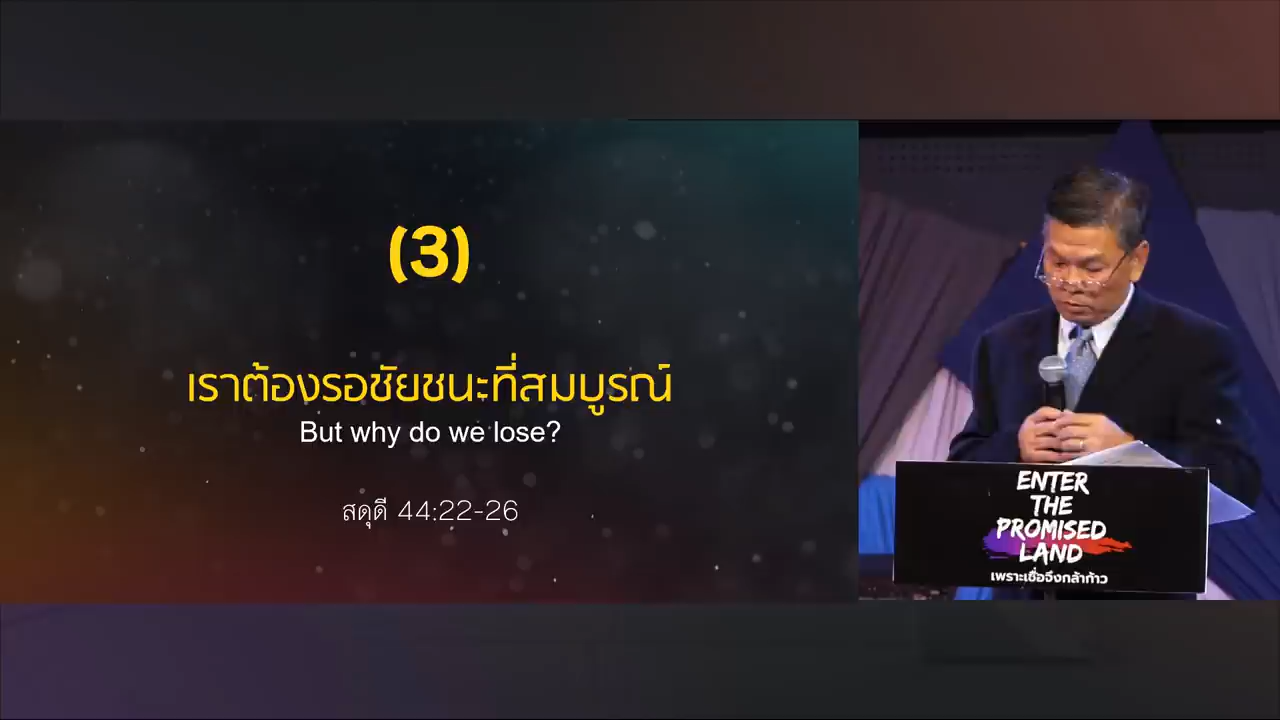 (3)
เราต้องรอชัยชนะที่สมบูรณ์
But why do we lose?
สดุดี 44:22-26
ENTER
THE
PROMISED
LAND
เพราะเชื่อจึงกล้าก้าว